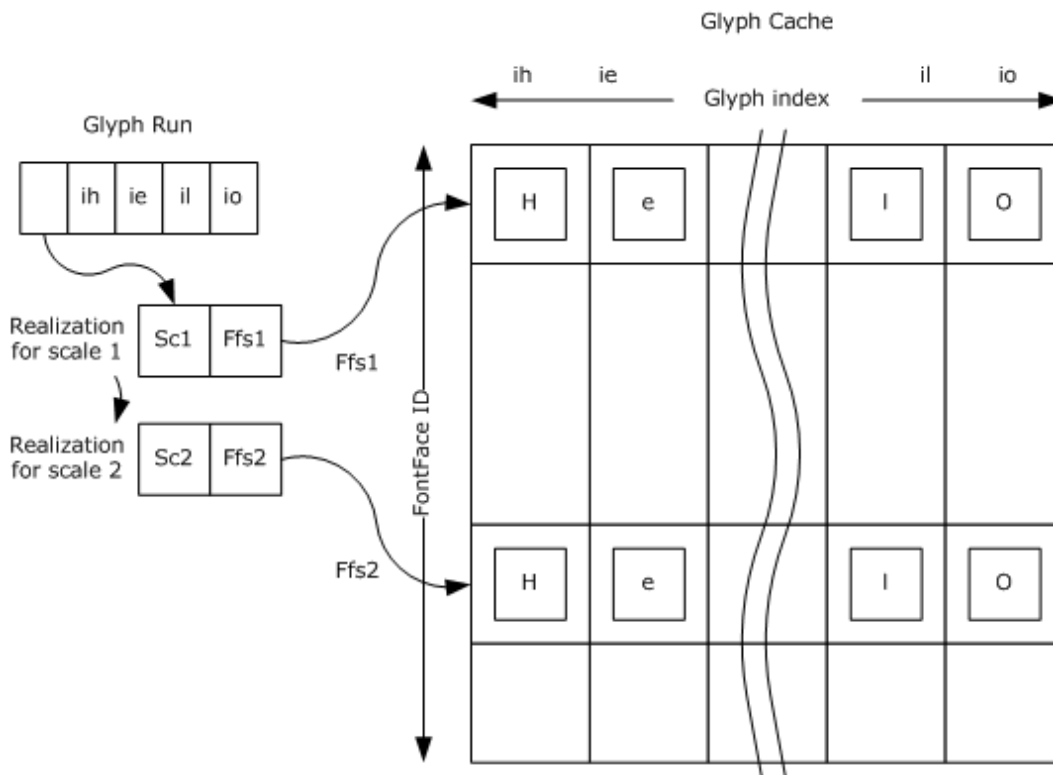 Glyph Cache
ih ie il io
Glyph index
Glyph Run
ih ie il io
H e l O
Realization
for scale 1
Sc1 Ffs1
Ffs1
FontFace ID
Realization
for scale 2
Sc2 Ffs2
Ffs2
H e l O